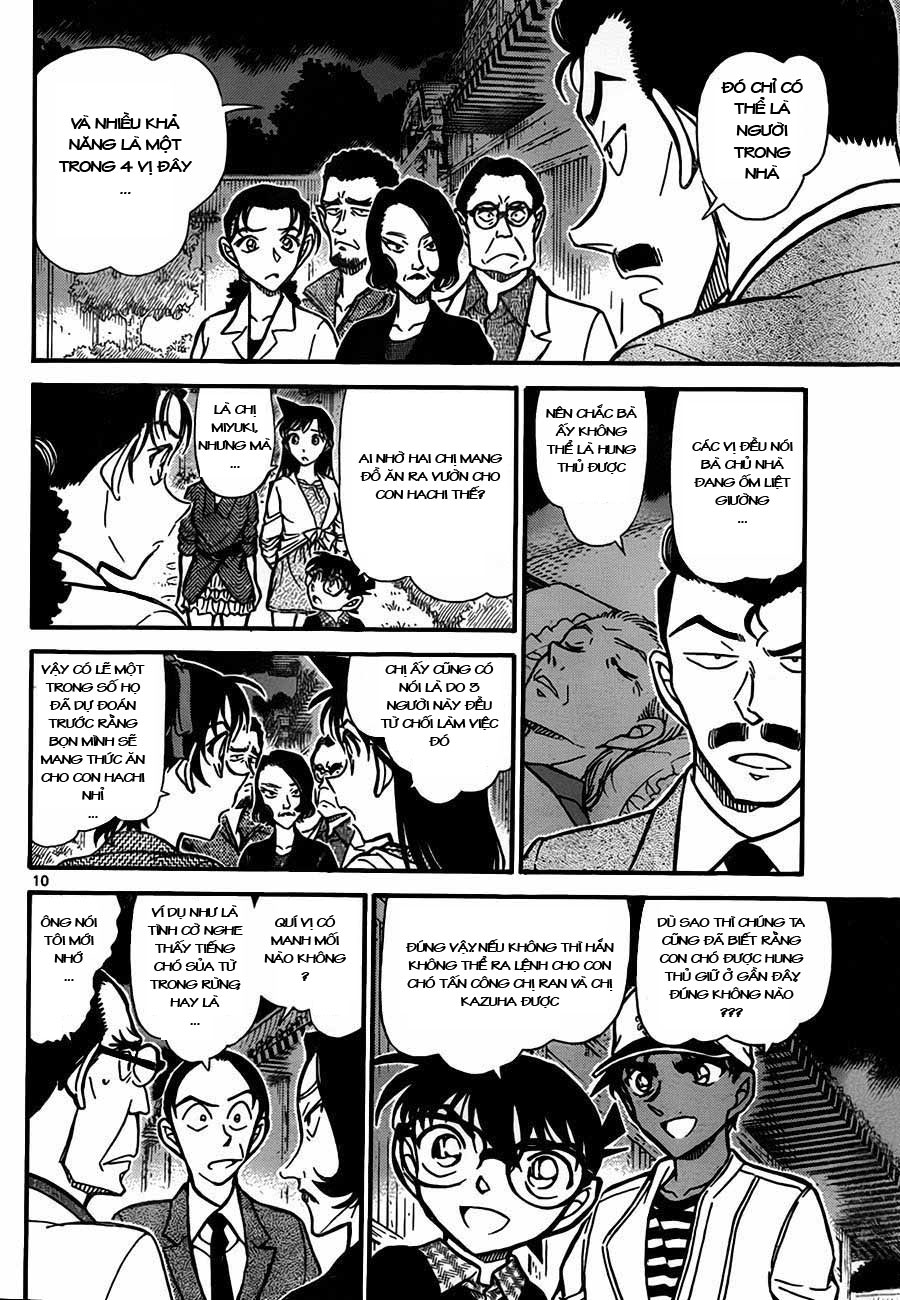 ĐÓ CHỈ CÓ
THỂ LÀ
NGƯỜI
TRONG
NHÀ
VÀ NHIỀU KHẢ
NĂNG LÀ MỘT
TRONG 4 VỊ ĐÂY
...
CÁC VỊ ĐỀU NÓI
BÀ CHỦ NHÀ
ĐANG ỐM LIỆT
GIƯỜNG
...
NÊN CHẮC BÀ
ẤY KHÔNG
THỂ LÀ HUNG
THỦ ĐƯỢC
AI NHỜ HAI CHỊ MANG
ĐỒ ĂN RA VƯỜN CHO
CON HACHI THẾ?
LÀ CHỊ
MIYUKI,
NHƯNG MÀ
...
CHỊ ẤY CŨNG CÓ
NÓI LÀ DO 3
NGƯỜI NÀY ĐỀU
TỪ CHỐI LÀM VIỆC
ĐÓ
VẬY CÓ LẼ MỘT
TRONG SỐ HỌ
ĐÃ DỰ ĐOÁN
TRƯỚC RẰNG
BỌN MÌNH SẼ
MANG THỨC ĂN
CHO CON HACHI
NHỈ
...
10
DÙ SAO THÌ CHÚNG TA
CŨNG ĐÃ BIẾT RẰNG
CON CHÓ ĐƯỢC HUNG
THỦ GIỮ Ở GẦN ĐÂY,
ĐÚNG KHÔNG NÀO
???
ĐÚNG VẬY, NẾU KHÔNG THÌ HẮN
KHÔNG THỂ RA LỆNH CHO CON
CHÓ TẤN CÔNG CHỊ RAN VÀ CHỊ
KAZUHA ĐƯỢC
QUÍ VỊ CÓ
MANH MỐI
NÀO KHÔNG
?
VÍ DỤ NHƯ LÀ
TÌNH CỜ NGHE
THẤY TIẾNG
CHÓ SỦA TỪ
TRONG RỪNG,
HAY LÀ
...
ÔNG NÓI
TÔI MỚI
NHỚ
...